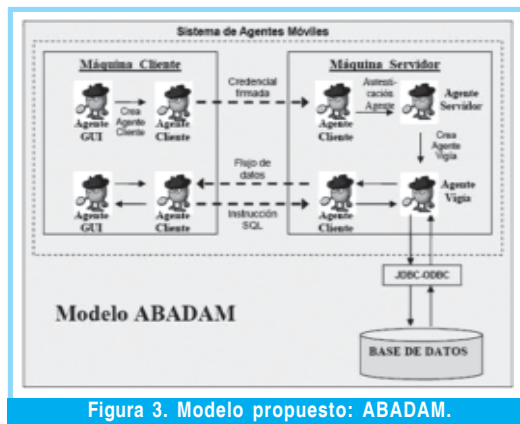 Sistema de Agentes Móviles
Máquina Cliente
Máquina Servidor
Agente
GUI
Crea
Agente
Cliente
Agente
Cliente
Credencial
firmada
Agente
Cliente
Autenti-
cación
Agente
Agente
Servidor
Crea
Agente
Vigía
Agente
GUI
Agente
Cliente
Flujo de
datos
Instrucción
SQL
Agente
Cliente
Agente
Vigía
JDBC-ODBC
Modelo ABADAM
BASE DE DATOS
Figura 3. Modelo propuesto: ABADAM.